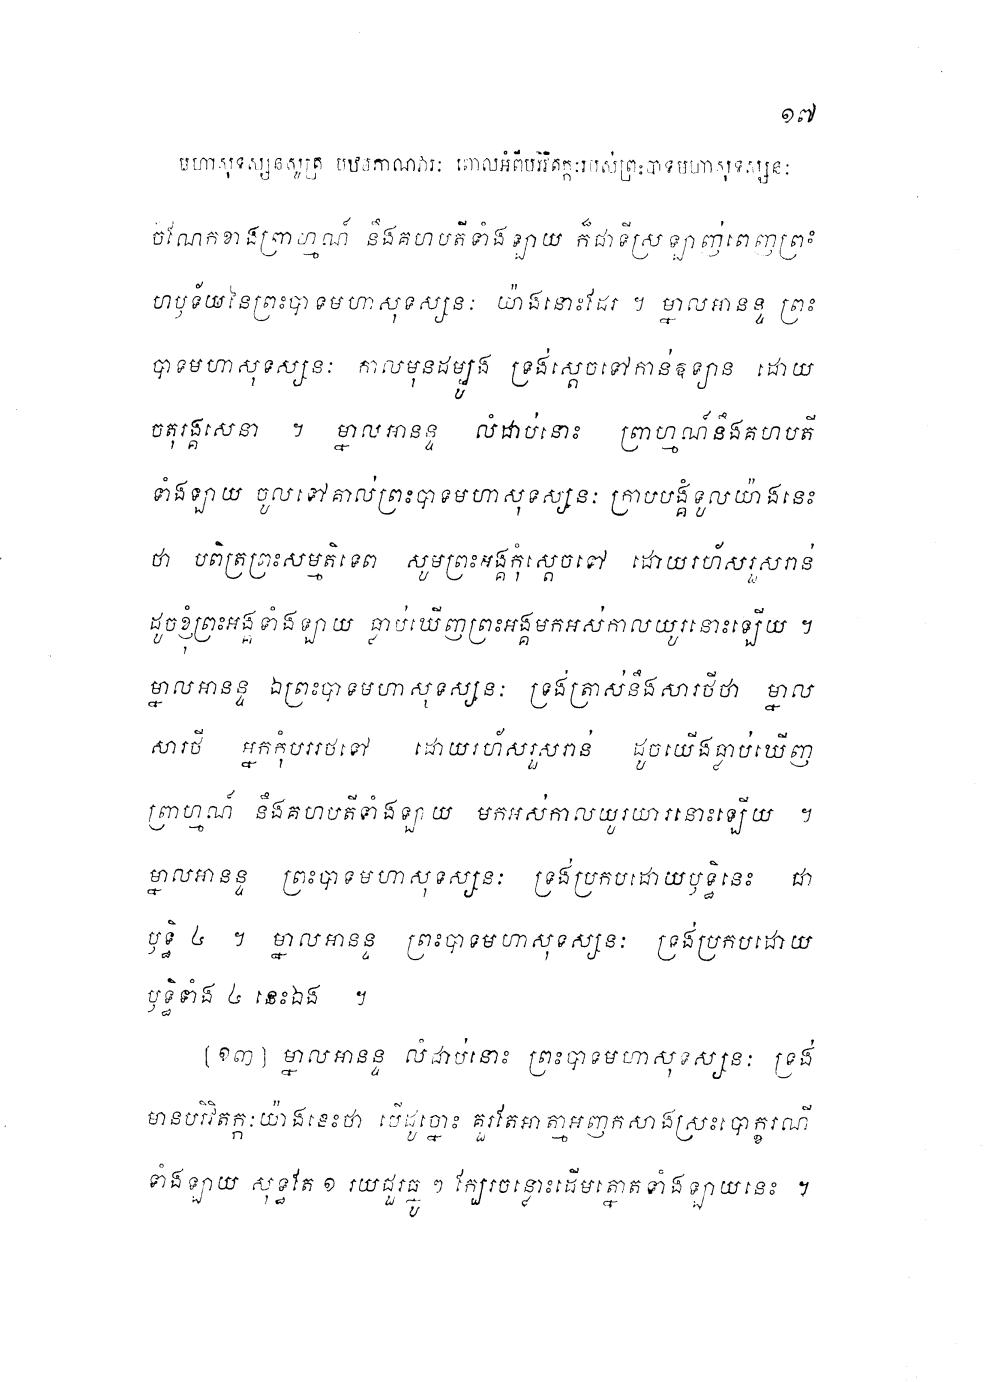 ១៧
មហាសុទស្សនសូត្រ បឋមភាណវារៈ ពោលអំពីបរិវិតក្កៈរបស់ព្រះបាទមហាសុទស្សនៈ
ចំណែកខាងព្រាហ្មណ៍ នឹងគហបតីទាំងឡាយ ក៏ជាទីស្រឡាញ់ពេញព្រះ
ហឫទ័យនៃព្រះបាទមហាសុទស្សនៈ យ៉ាងនោះដែរ ។ ម្នាលអានន្ទ ព្រះ
បាទមហាសុទស្សនៈ កាលមុនដម្បូង ទ្រង់ស្តេចទៅកាន់ឧទ្យាន ដោយ
ចតុរង្គសេនា ។ ម្នាលអានន្ទ លំដាប់នោះ ព្រាហ្មណ៍នឹងគហបតី
ទាំងឡាយ ចូលទៅគាល់ព្រះបាទមហាសុទស្សនៈ ក្រាបបង្គំទូលយ៉ាងនេះ
ថា បពិត្រព្រះសម្មតិទេព សូមព្រះអង្គកុំស្តេចទៅ ដោយរហ័សរួសរាន់
ដូចខ្ញុំព្រះអង្គទាំងឡាយ ធ្លាប់ឃើញព្រះអង្គមកអស់កាលយូរនោះឡើយ ។
ម្នាលអានន្ទ ឯព្រះបាទមហាសុទស្សនៈ ទ្រង់ត្រាស់នឹងសារថីថា ម្នាល
សារថី អ្នកកុំបររថទៅ ដោយរហ័សរួសរាន់ ដូចយើងធ្លាប់ឃើញ
ព្រាហ្មណ៍ នឹងគហបតីទាំងឡាយ មកអស់កាលយូរយារនោះឡើយ ។
ម្នាលអានន្ទ ព្រះបាទមហាសុទស្សនៈ ទ្រង់ប្រកបដោយឫទ្ធិនេះ ជា
ឫទ្ធិ ៤ ។ ម្នាលអានន្ទ ព្រះបាទមហាសុទស្សនៈ ទ្រង់ប្រកបដោយ
ឫទ្ធិទាំង ៤ នេះឯង ។
(១៣) ម្នាលអានន្ទ លំដាប់នោះ ព្រះបាទមហាសុទស្សនៈ ទ្រង់
មានបរិវិតក្កៈយ៉ាងនេះថា បើដូច្នោះ គួរតែអាត្មាអញកសាងស្រះបោក្ខរណី
ទាំងឡាយ សុទ្ធតែ ១ រយជួរធ្នូ ៗ ក្បែរចន្លោះដើមត្នោតទាំងឡាយនេះ ។